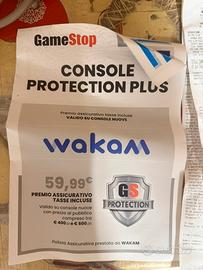 GameStop
CONSOLE
PROTECTION PLUS
Premio assicurativo tasse incluse
VALIDO SU CONSOLE NUOVE
wakam
59,99€
PREMIO ASSICURATIVO
TASSE INCLUSE
Valido su console nuove
con prezzo al pubblico
compreso tra
€ 400 e € 600
GS
PROTECTION
Polizza Assicurativa prestata da WAKAM